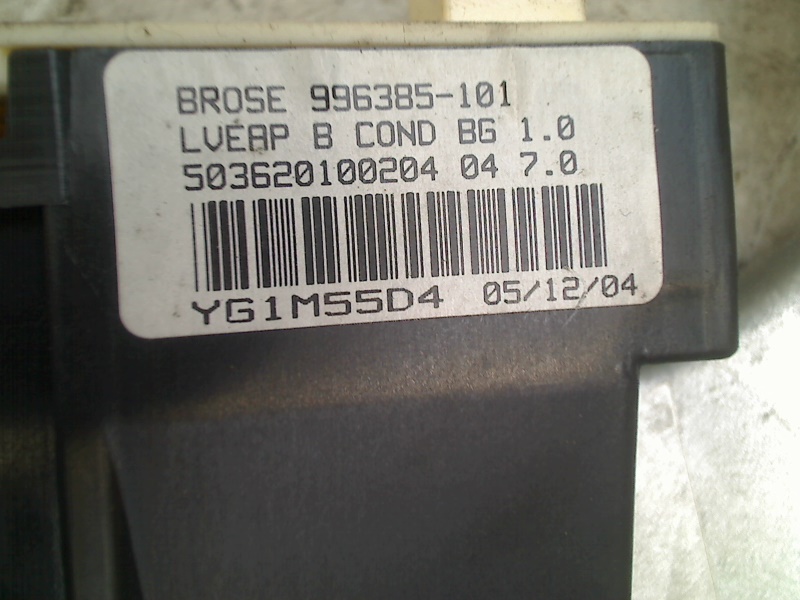 BROSE 996385-101
LVEAP B COND BG 1.0
503620100204 04 7.0
YG1M55D4 05/12/04